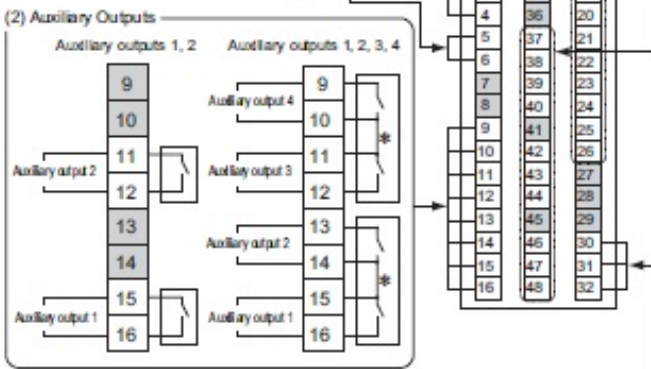 (2) Auxiliary Outputs
Auxiliary outputs 1, 2
Auxiliary outputs 1, 2, 3, 4
9
10
Auxiliary output 2
11
12
13
14
Auxiliary output 1
15
16
Auxiliary output 4
9
10
*
Auxiliary output 3
11
12
Auxiliary output 2
13
14
*
Auxiliary output 1
15
16
4 36 20
5 37 21
6 38 22
7 39 23
8 40 24
9 41 25
10 42 26
11 43 27
12 44 28
13 45 29
14 46 30
15 47 31
16 48 32